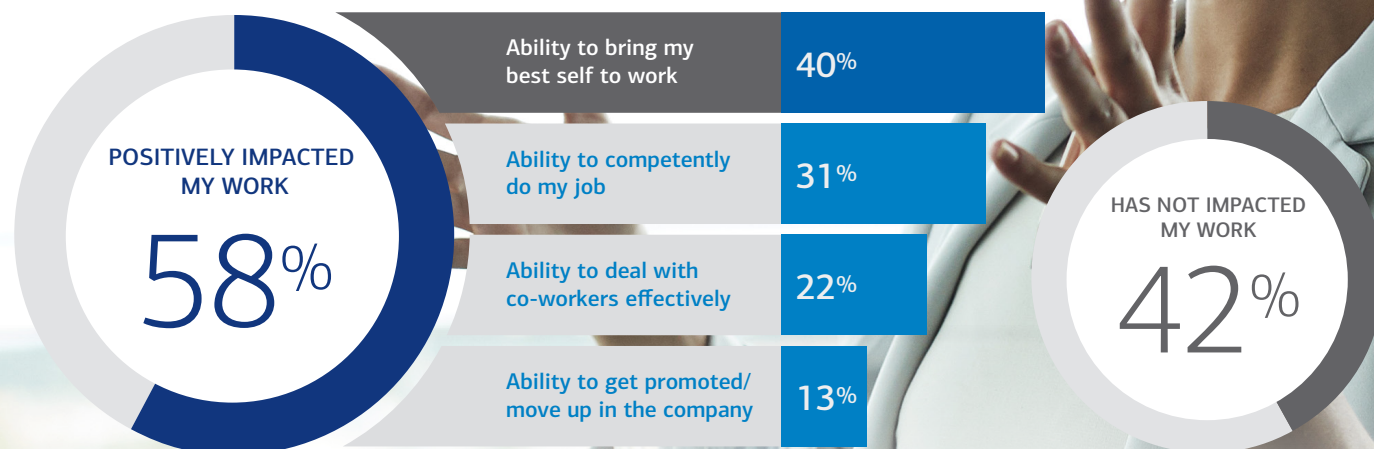 POSITIVELY IMPACTED
MY WORK
58%
Ability to bring my
best self to work
40%
Ability to competently
do my job
31%
Ability to deal with
co-workers effectively
22%
Ability to get promoted/
move up in the company
13%
HAS NOT IMPACTED
MY WORK
42%